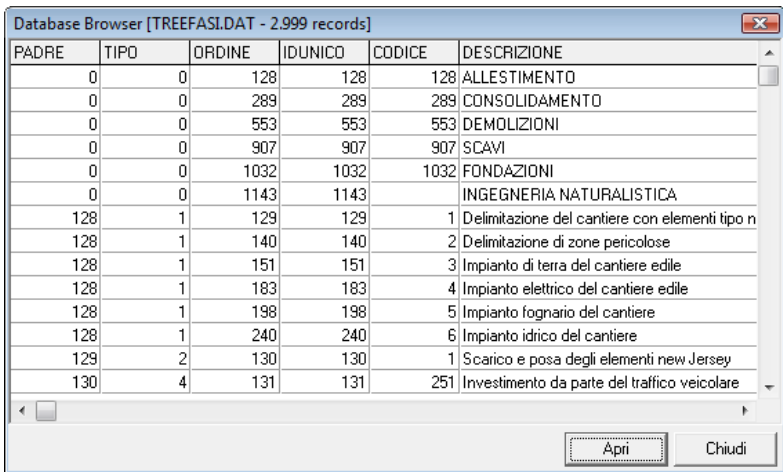 Database Browser [TREEFASI.DAT - 2.999 records]
PADRE TIPO ORDINE IDUNICO CODICE DESCRIZIONE
0 0 128 128 128 ALLESTIMENTO
0 0 289 289 289 CONSOLIDAMENTO
0 0 553 553 553 DEMOLIZIONI
0 0 907 907 907 SCAVI
0 0 1032 1032 1032 FONDAZIONI
0 0 1143 1143 INGEGNERIA NATURALISTICA
128 1 129 129 1 Delimitazione del cantiere con elementi tipo n
128 1 140 140 2 Delimitazione di zone pericolose
128 1 151 151 3 Impianto di terra del cantiere edile
128 1 183 183 4 Impianto elettrico del cantiere edile
128 1 198 198 5 Impianto fognario del cantiere
128 1 240 240 6 Impianto idrico del cantiere
129 2 130 130 1 Scarico e posa degli elementi new Jersey
130 4 131 131 251 Investimento da parte del traffico veicolare
Apri Chiudi